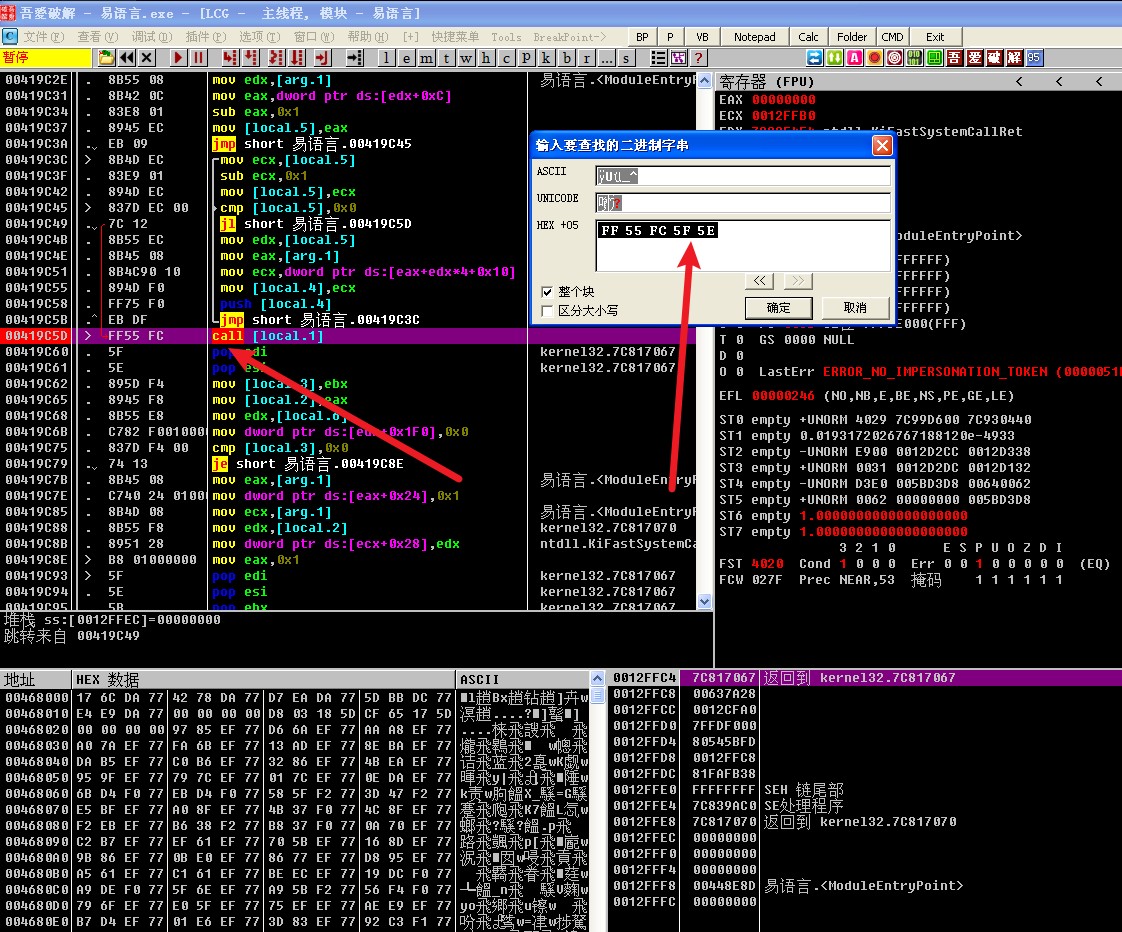 吾爱破解 - 易语言.exe - [LCG - 主线程, 模块 - 易语言]
文件(F) 查看(V) 调试(D) 插件(P) 选项(T) 窗口(W) 帮助(H) [+] 快捷菜单 Tools BreakPoint->
BP P VB Notepad Calc Folder CMD Exit
暂停
l e m t w h c p k b r ... s
吾 爱 破 解
00419C2E . 8B55 08 mov edx,[arg.1] 易语言.<ModuleEntryP
00419C31 . 8B42 0C mov eax,dword ptr ds:[edx+0xC]
00419C34 . 83E8 01 sub eax,0x1
00419C37 . 8945 EC mov [local.5],eax
00419C3A . EB 09 jmp short 易语言.00419C45
00419C3C > 8B4D EC mov ecx,[local.5]
00419C3F . 83E9 01 sub ecx,0x1
00419C42 . 894D EC mov [local.5],ecx
00419C45 > 837D EC 00 cmp [local.5],0x0
00419C49 . 7C 12 jl short 易语言.00419C5D
00419C4B . 8B55 EC mov edx,[local.5]
00419C4E . 8B45 08 mov eax,[arg.1]
00419C51 . 8B4C90 10 mov ecx,dword ptr ds:[eax+edx*4+0x10]
00419C55 . 894D F0 mov [local.4],ecx
00419C58 . FF75 F0 push [local.4]
00419C5B .^ EB DF jmp short 易语言.00419C3C
00419C5D > FF55 FC call [local.1]
00419C60 . 5F pop edi kernel32.7C817067
00419C61 . 5E pop esi kernel32.7C817067
00419C62 . 895D F4 mov [local.3],ebx
00419C65 . 8945 F8 mov [local.2],eax
00419C68 . 8B55 E8 mov edx,[local.6]
00419C6B . C782 F0010000 mov dword ptr ds:[edx+0x1F0],0x0
00419C75 . 837D F4 00 cmp [local.3],0x0
00419C79 . 74 13 je short 易语言.00419C8E
00419C7B . 8B45 08 mov eax,[arg.1] 易语言.<ModuleEntryP
00419C7E . C740 24 0100 mov dword ptr ds:[eax+0x24],0x1
00419C85 . 8B4D 08 mov ecx,[arg.1] 易语言.<ModuleEntryP
00419C88 . 8B55 F8 mov edx,[local.2] kernel32.7C817070
00419C8B . 8951 28 mov dword ptr ds:[ecx+0x28],edx ntdll.KiFastSystemCa
00419C8E > B8 01000000 mov eax,0x1
00419C93 > 5F pop edi kernel32.7C817067
00419C94 . 5E pop esi kernel32.7C817067
00419C95 . 5B pop ebx kernel32.7C817067
堆栈 ss:[0012FFEC]=00000000
跳转来自 00419C49
寄存器 (FPU) < < <
EAX 00000000
ECX 0012FFB0
KiFastSystemCallRet
oduleEntryPoint>
FFFFFF)
FFFFFF)
FFFFFF)
FFFFFF)
E000(FFF)
T 0 GS 0000 NULL
D 0
O 0 LastErr ERROR_NO_IMPERSONATION_TOKEN (0000051
EFL 00000246 (NO,NB,E,BE,NS,PE,GE,LE)
ST0 empty +UNORM 4029 7C99D600 7C930440
ST1 empty 0.0193172026767188120e-4933
ST2 empty -UNORM E900 0012D2CC 0012D338
ST3 empty +UNORM 0031 0012D2DC 0012D132
ST4 empty -UNORM D3E0 005BD3D8 00640062
ST5 empty +UNORM 0062 00000000 005BD3D8
ST6 empty 1.0000000000000000000
ST7 empty 1.0000000000000000000
3 2 1 0 E S P U O Z D I
FST 4020 Cond 1 0 0 0 Err 0 0 1 0 0 0 0 0 (EQ)
FCW 027F Prec NEAR,53 掩码 1 1 1 1 1 1
输入要查找的二进制字串
ASCII
UNICODE
HEX +05 FF 55 FC 5F 5E
<< >>
整个块
区分大小写
确定 取消
地址 HEX 数据 ASCII
00468000 17 6C DA 77 42 78 DA 77 D7 EA DA 77 5D BB DC 77
00468010 E4 E9 DA 77 00 00 00 00 D8 03 18 5D CF 65 17 5D
00468020 00 00 00 00 97 85 EF 77 D6 6A EF 77 AA A8 EF 77
00468030 A0 7A EF 77 FA 6B EF 77 13 AD EF 77 8E BA EF 77
00468040 DA B5 EF 77 C0 B6 EF 77 32 86 EF 77 4B EA EF 77
00468050 95 9F EF 77 79 7C EF 77 01 7C EF 77 0E DA EF 77
00468060 6B D4 F0 77 EB D4 F0 77 58 5F F2 77 3D 47 F2 77
00468070 E5 BF EF 77 A0 8F EF 77 4B 37 F0 77 4C 8F EF 77
00468080 F2 EB EF 77 B6 38 F2 77 B8 37 F0 77 0A 70 EF 77
00468090 C2 B7 EF 77 EF 61 EF 77 70 5B EF 77 16 8D EF 77
004680A0 9B 86 EF 77 0B E0 EF 77 86 77 EF 77 D8 95 EF 77
004680B0 A5 61 EF 77 C1 61 EF 77 BE EC EF 77 19 DC F0 77
004680C0 A9 DE F0 77 5F 6E EF 77 A9 5B F2 77 56 F4 F0 77
004680D0 79 6F EF 77 E0 5F EF 77 75 EF EF 77 AE E9 EF 77
004680E0 B7 D4 EF 77 01 E6 EF 77 3D 83 EF 77 92 C3 F1 77
0012FFC4 7C817067 返回到 kernel32.7C817067
0012FFC8 00637A28
0012FFCC 0012CFA0
0012FFD0 7FFDF000
0012FFD4 80545BFD
0012FFD8 0012FFC8
0012FFDC 81FAFB38
0012FFE0 FFFFFFFF SEH 链尾部
0012FFE4 7C839AC0 SE处理程序
0012FFE8 7C817070 返回到 kernel32.7C817070
0012FFEC 00000000
0012FFF0 00000000
0012FFF4 00000000
0012FFF8 00448E8D 易语言.<ModuleEntryPoint>
0012FFFC 00000000